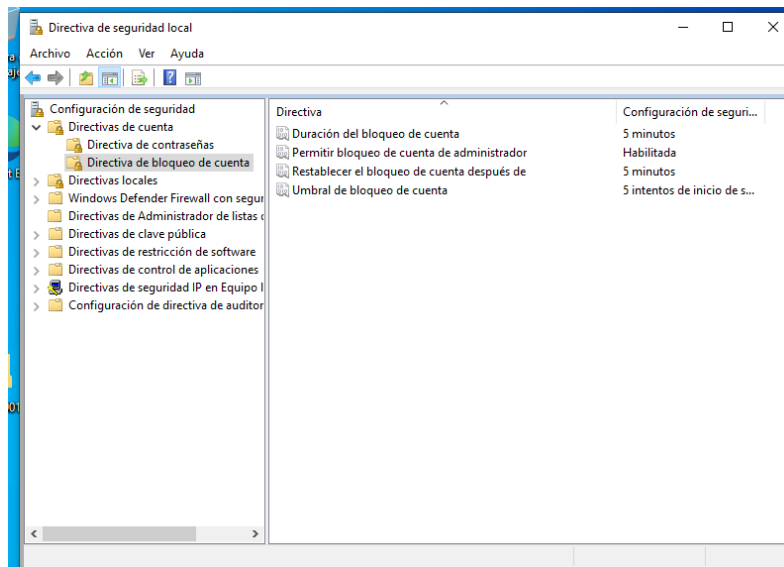 Directiva de seguridad local
Archivo Acción Ver Ayuda
Configuración de seguridad
Directivas de cuenta
Directiva de contraseñas
Directiva de bloqueo de cuenta
Directivas locales
Windows Defender Firewall con segur
Directivas de Administrador de listas
Directivas de clave pública
Directivas de restricción de software
Directivas de control de aplicaciones
Directivas de seguridad IP en Equipo
Configuración de directiva de auditor
Directiva Configuración de seguri...
Duración del bloqueo de cuenta 5 minutos
Permitir bloqueo de cuenta de administrador Habilitada
Restablecer el bloqueo de cuenta después de 5 minutos
Umbral de bloqueo de cuenta 5 intentos de inicio de s...